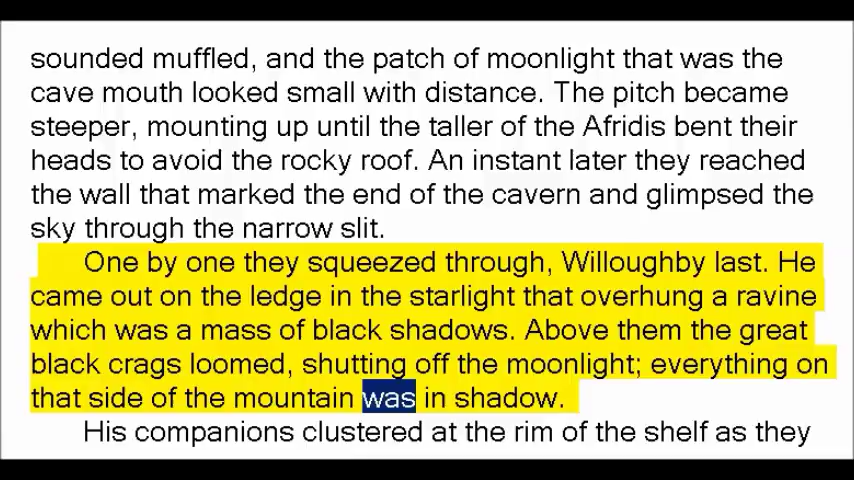 sounded muffled, and the patch of moonlight that was the
cave mouth looked small with distance. The pitch became
steeper, mounting up until the taller of the Afridis bent their
heads to avoid the rocky roof. An instant later they reached
the wall that marked the end of the cavern and glimpsed the
sky through the narrow slit.
One by one they squeezed through, Willoughby last. He
came out on the ledge in the starlight that overhung a ravine
which was a mass of black shadows. Above them the great
black crags loomed, shutting off the moonlight; everything on
that side of the mountain was in shadow.
His companions clustered at the rim of the shelf as they